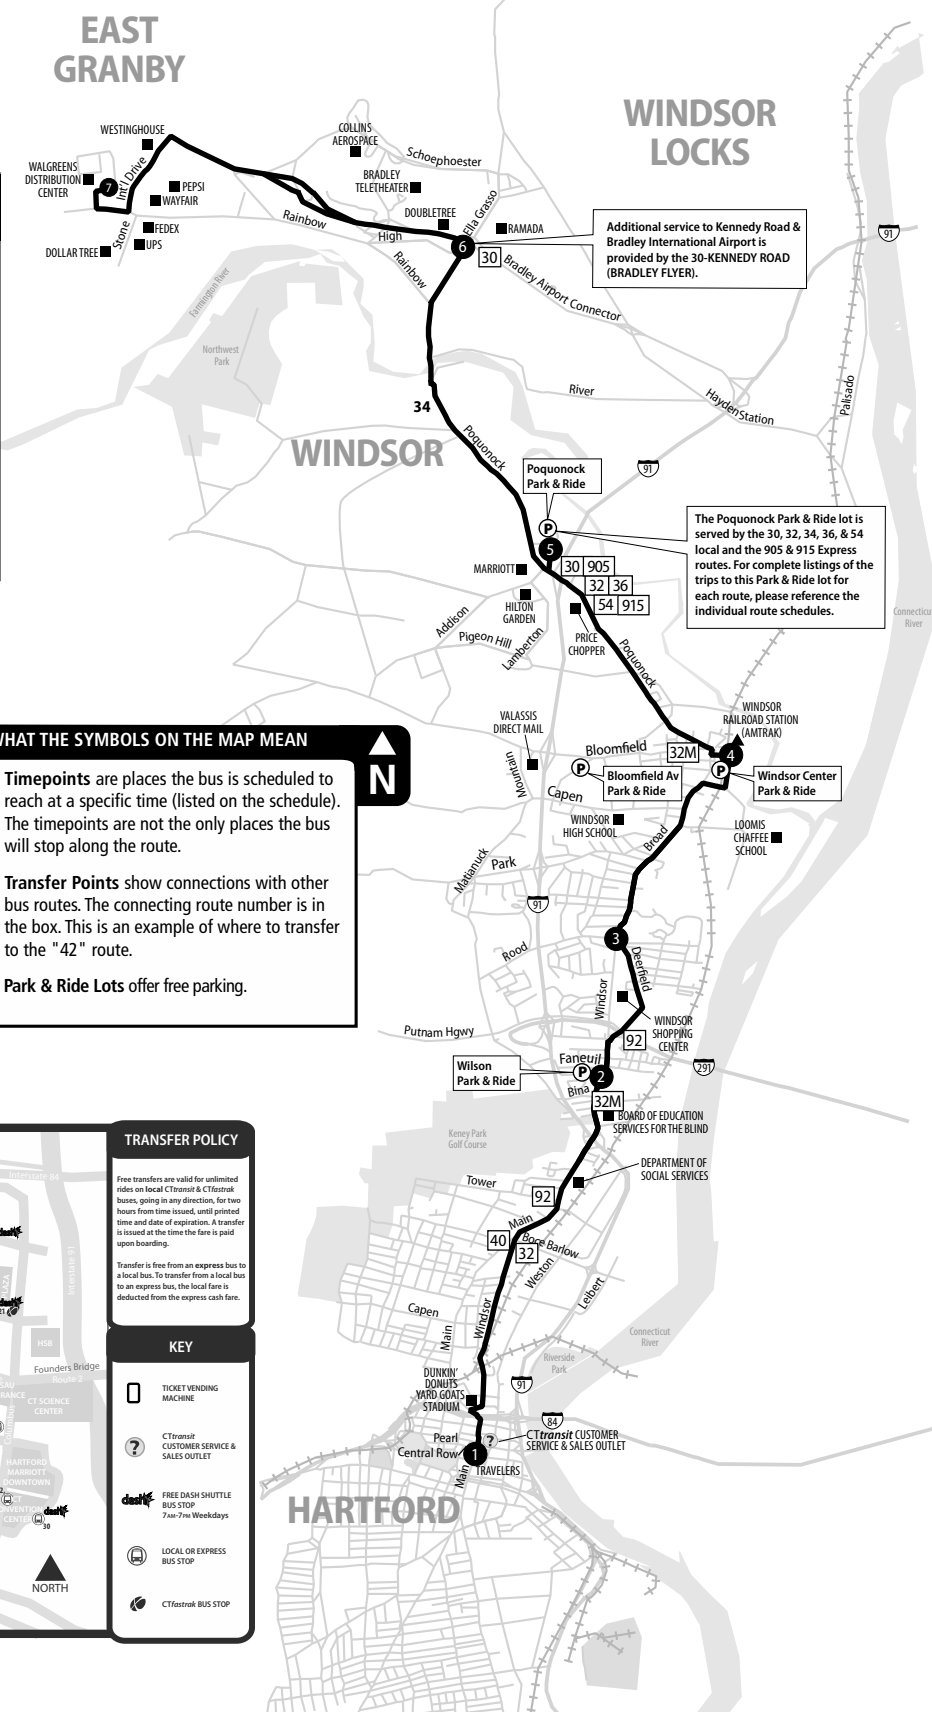 EAST
GRANBY
WINDSOR
LOCKS
WESTINGHOUSE
COLLINS
AEROSPACE
Schoephoester
WALGREENS
DISTRIBUTION
CENTER
7
Int'l Drive
PEPSI
WAYFAIR
BRADLEY
TELETHEATER
Ella Grasso
DOUBLETREE
RAMADA
Rainbow
High
FEDEX
Stone
UPS
DOLLAR TREE
6
30
Rainbow
Bradley Airport Connector
Additional service to Kennedy Road &
Bradley International Airport is
provided by the 30-KENNEDY ROAD
(BRADLEY FLYER).
91
Farmington River
Northwest
Park
River
Hayden Station
Palisado
34
WINDSOR
Poquonock
Poquonock
Park & Ride
91
P
5
The Poquonock Park & Ride lot is
served by the 30, 32, 34, 36, & 54
local and the 905 & 915 Express
routes. For complete listings of the
trips to this Park & Ride lot for
each route, please reference the
individual route schedules.
MARRIOTT
30 905
32 36
54 915
HILTON
GARDEN
Addison
Pigeon Hill
Lamberton
PRICE
CHOPPER
Poquonock
River
WINDSOR
RAILROAD STATION
(AMTRAK)
VALASSIS
DIRECT MAIL
Mountain
Bloomfield
32M
4
P
Bloomfield Av
Park & Ride
P
Windsor Center
Park & Ride
Capen
WINDSOR
HIGH SCHOOL
Broad
LOOMIS
CHAFFEE
SCHOOL
WHAT THE SYMBOLS ON THE MAP MEAN
N
Timepoints are places the bus is scheduled to
reach at a specific time (listed on the schedule).
The timepoints are not the only places the bus
will stop along the route.
Transfer Points show connections with other
bus routes. The connecting route number is in
the box. This is an example of where to transfer
to the "42" route.
Park & Ride Lots offer free parking.
Matianuck
Park
91
Rood
3
Deerfield
Windsor
WINDSOR
SHOPPING
CENTER
Putnam Hgwy
92
291
Faneuil
Wilson
Park & Ride
P
2
Bina
32M
BOARD OF EDUCATION
SERVICES FOR THE BLIND
Keney Park
Golf Course
DEPARTMENT OF
SOCIAL SERVICES
Tower
92
Main
40
32
Boce Barlow
Weston
Leibert
Capen
Main
Windsor
Connecticut
River
Riverside
Park
DUNKIN'
DONUTS
YARD GOATS
STADIUM
91
84
Pearl
Central Row
?
1
Main
CTtransit CUSTOMER
SERVICE & SALES OUTLET
TRAVELERS
HARTFORD
TRANSFER POLICY
Free transfers are valid for unlimited
rides on local CTtransit & CTfastrak
buses, going in any direction, for two
hours from time issued, until printed
time and date of expiration. A transfer
is issued at the time the fare is paid
upon boarding.
Transfer is free from an express bus to
a local bus. To transfer from a local bus
to an express bus, the local fare is
deducted from the express cash fare.
KEY
TICKET VENDING
MACHINE
?
CTtransit
CUSTOMER SERVICE &
SALES OUTLET
dash
FREE DASH SHUTTLE
BUS STOP
7AM-7PM Weekdays
LOCAL OR EXPRESS
BUS STOP
CTfastrak BUS STOP
Interstate 84
Interstate 91
dash
dash
HSB
Founders Bridge
Route 2
CT SCIENCE
CENTER
Columbus
HARTFORD
MARRIOTT
DOWNTOWN
dash
30
NORTH